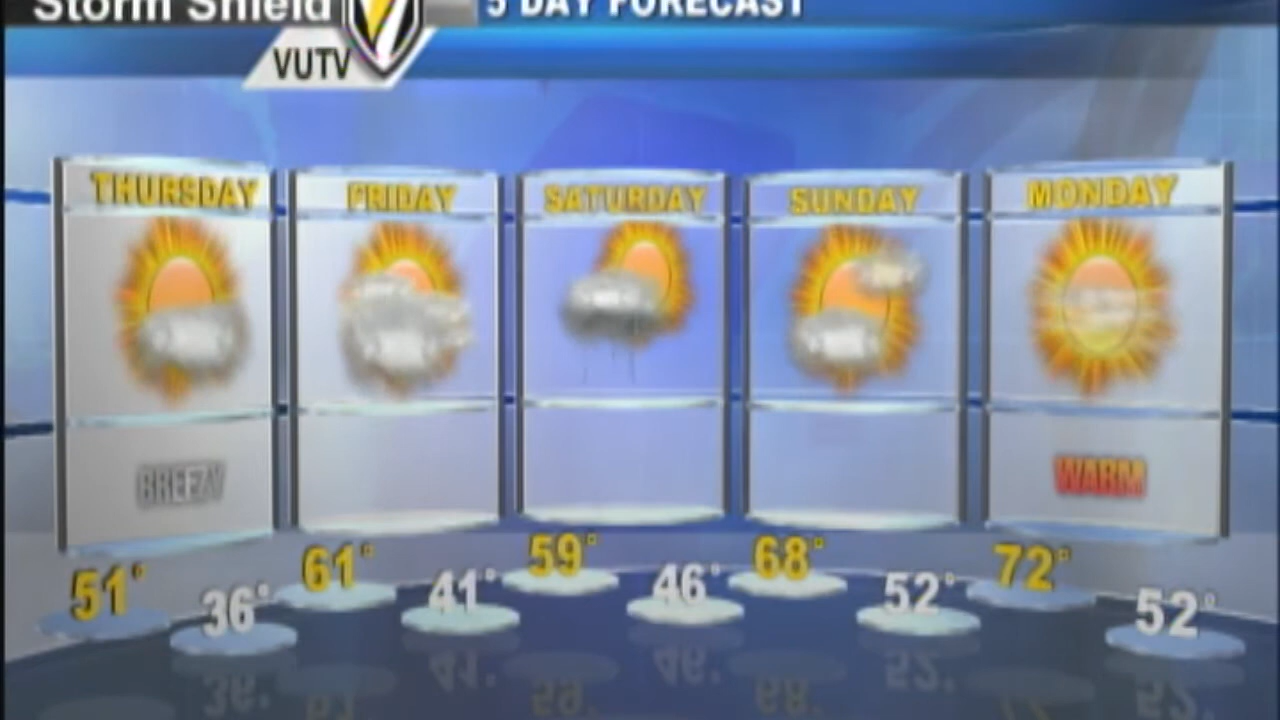 Storm Shield
5 DAY FORECAST
VUTV
THURSDAY
FRIDAY
SATURDAY
SUNDAY
MONDAY
BREEZY
WARM
51°
36°
61°
41°
59°
46°
68°
52°
72°
52°